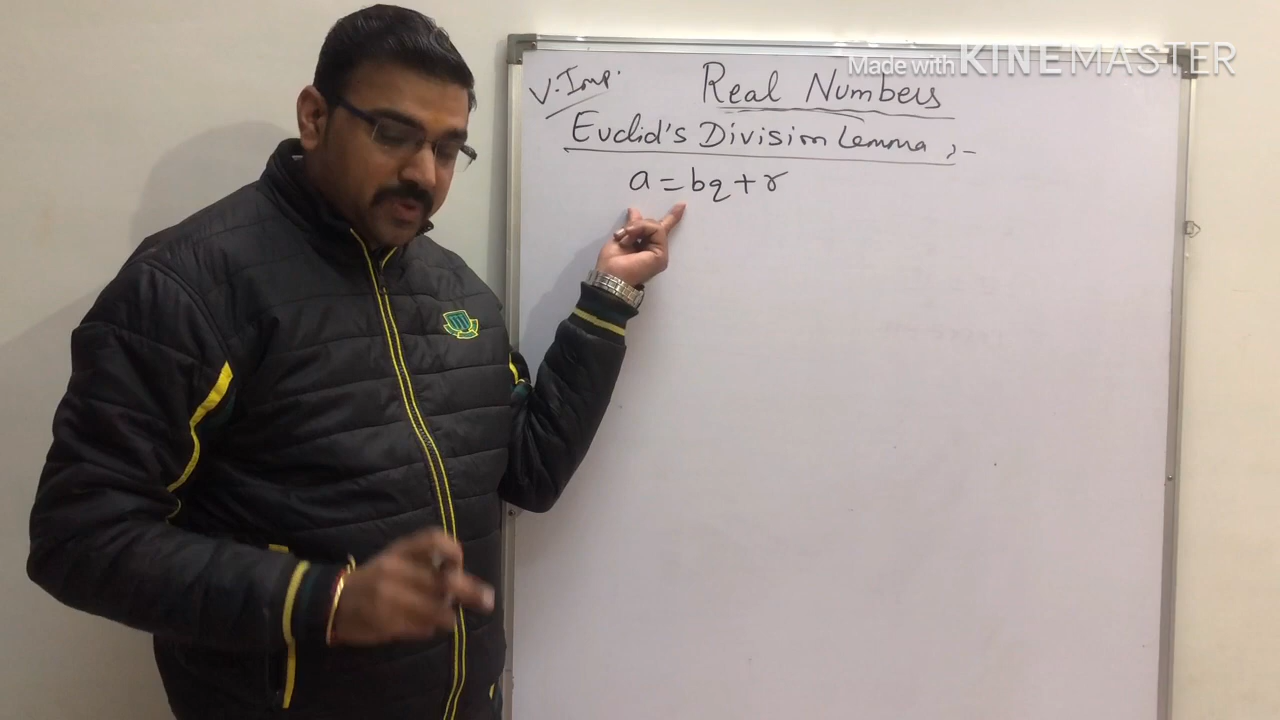 Made with KINEMASTER
V. Imp.
Real Numbers
Euclid's Division Lemma :-
a = bq + r